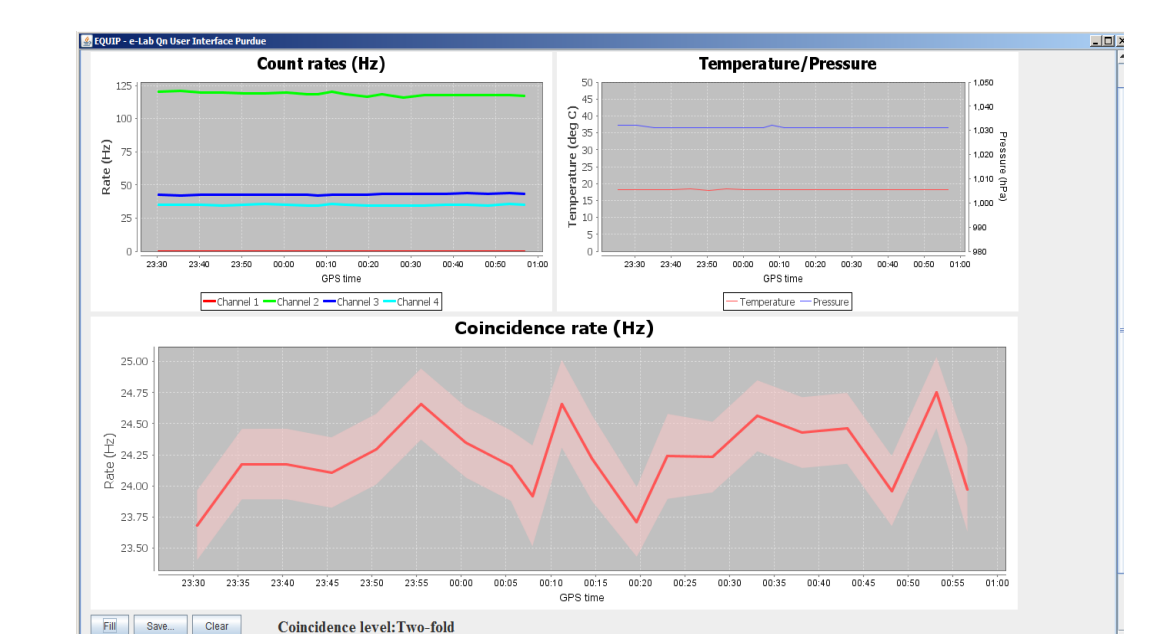 EQUIP - e-Lab Qn User Interface Purdue
Count rates (Hz)
Rate (Hz)
125
100
75
50
25
0
23:30 23:40 23:50 00:00 00:10 00:20 00:30 00:40 00:50 01:00
GPS time
Channel 1 Channel 2 Channel 3 Channel 4
Temperature/Pressure
Temperature (deg C)
50
45
40
35
30
25
20
15
10
5
0
1,050
1,040
1,030
1,020
1,010
1,000
990
980
Pressure (hPa)
23:30 23:40 23:50 00:00 00:10 00:20 00:30 00:40 00:50 01:00
GPS time
Temperature Pressure
Coincidence rate (Hz)
Rate (Hz)
25.00
24.75
24.50
24.25
24.00
23.75
23.50
23:30 23:35 23:40 23:45 23:50 23:55 00:00 00:05 00:10 00:15 00:20 00:25 00:30 00:35 00:40 00:45 00:50 00:55 01:00
GPS time
Fill Save... Clear Coincidence level:Two-fold